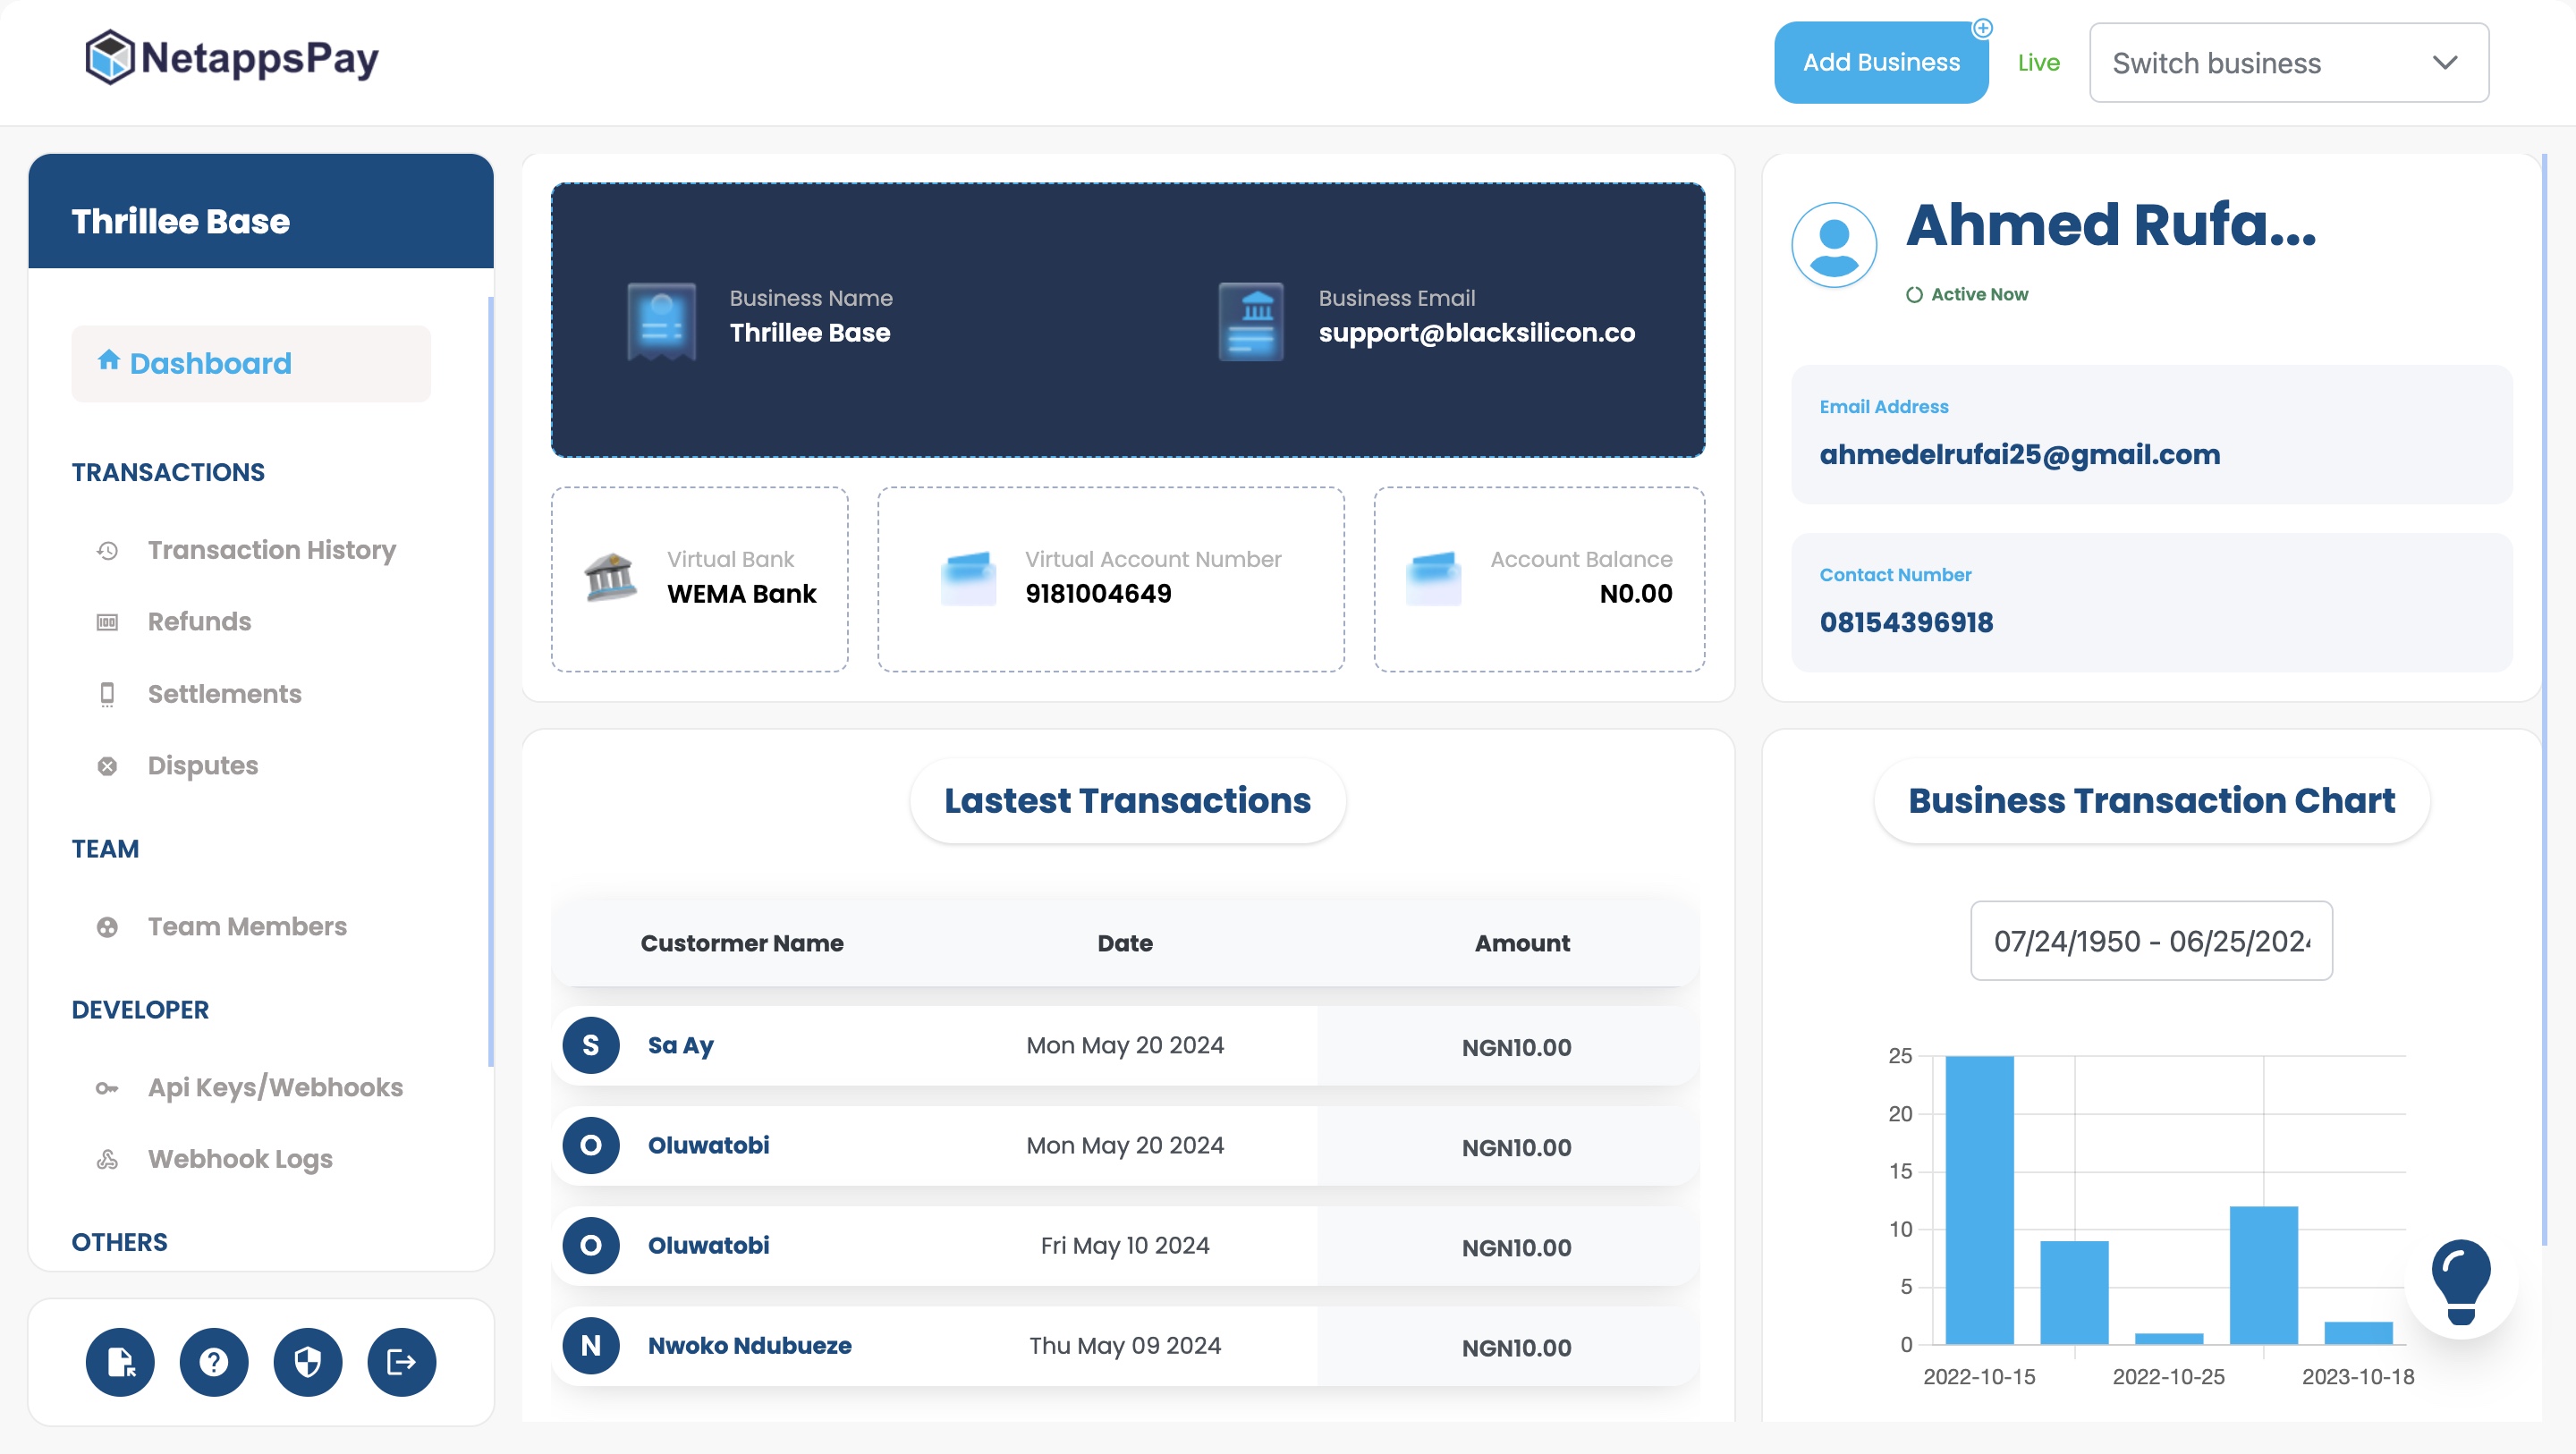 NetappsPay
Add Business
Live
Switch business
Thrillee Base
Dashboard
TRANSACTIONS
Transaction History
Refunds
Settlements
Disputes
TEAM
Team Members
DEVELOPER
Api Keys/Webhooks
Webhook Logs
OTHERS
Business Name
Thrillee Base
Business Email
support@blacksilicon.co
Virtual Bank
WEMA Bank
Virtual Account Number
9181004649
Account Balance
N0.00
Ahmed Rufa...
Active Now
Email Address
ahmedelrufai25@gmail.com
Contact Number
08154396918
Lastest Transactions
Custormer Name Date Amount
S Sa Ay Mon May 20 2024 NGN10.00
O Oluwatobi Mon May 20 2024 NGN10.00
O Oluwatobi Fri May 10 2024 NGN10.00
N Nwoko Ndubueze Thu May 09 2024 NGN10.00
Business Transaction Chart
07/24/1950 - 06/25/2024
25
20
15
10
5
0
2022-10-15 2022-10-25 2023-10-18